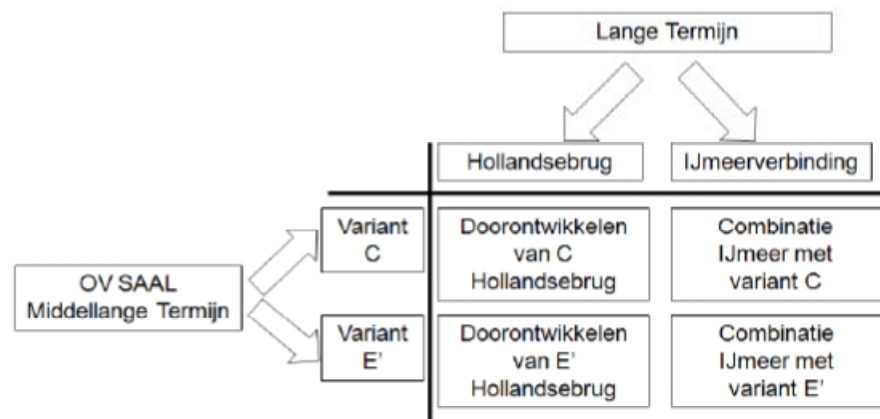 Lange Termijn
Hollandsebrug
IJmeerverbinding
Variant
C
Doorontwikkelen
van C
Hollandsebrug
Combinatie
IJmeer met
variant C
OV SAAL
Middellange Termijn
Variant
E’
Doorontwikkelen
van E’
Hollandsebrug
Combinatie
IJmeer met
variant E’